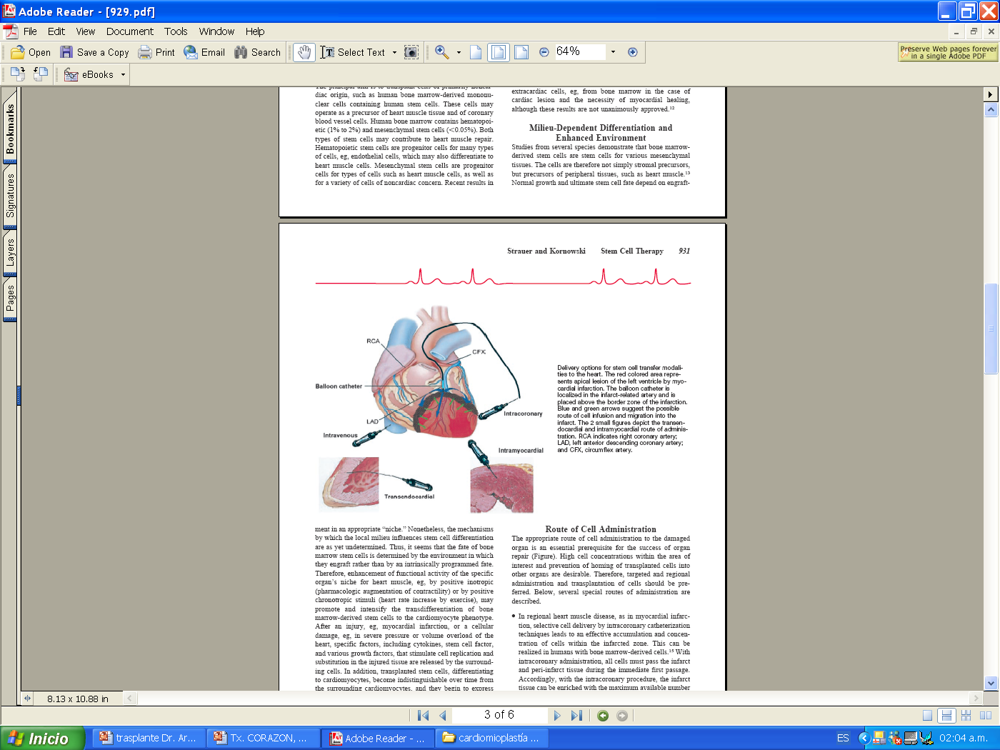 Adobe Reader - [929.pdf]
File Edit View Document Tools Window Help
Open Save a Copy Print Email Search Select Text 64%
Preserve Web pages forever
in a single Adobe PDF
eBooks
Bookmarks
Signatures
Layers
Pages
diac origin, such as human bone marrow-derived mononu-
clear cells containing human stem cells. These cells may
operate as a precursor of heart muscle tissue and of coronary
blood vessel cells. Human bone marrow contains hematopoi-
etic (1% to 2%) and mesenchymal stem cells (<0.05%). Both
types of stem cells may contribute to heart muscle repair.
Hematopoietic stem cells are progenitor cells for many types
of cells, eg, endothelial cells, which may also differentiate to
heart muscle cells. Mesenchymal stem cells are progenitor
cells for types of cells such as heart muscle cells, as well as
for a variety of cells of noncardiac concern. Recent results in
extracardiac cells, eg, from bone marrow in the case of
cardiac lesion and the necessity of myocardial healing,
although these results are not unanimously approved.¹²
Milieu-Dependent Differentiation and
Enhanced Environment
Studies from several species demonstrate that bone marrow-
derived stem cells are stem cells for various mesenchymal
tissues. The cells are therefore not simply stromal precursors,
but precursors of peripheral tissues, such as heart muscle.¹³
Normal growth and ultimate stem cell fate depend on engraft-
Strauer and Kornowski Stem Cell Therapy 931
RCA
CFX
Balloon catheter
LAD
Intracoronary
Intravenous
Intramyocardial
Transendocardial
Delivery options for stem cell transfer modali-
ties to the heart. The red colored area repre-
sents apical lesion of the left ventricle by myo-
cardial infarction. The balloon catheter is
localized in the infarct-related artery and is
placed above the border zone of the infarction.
Blue and green arrows suggest the possible
route of cell infusion and migration into the
infarct. The 2 small figures depict the transen-
docardial and intramyocardial route of adminis-
tration. RCA indicates right coronary artery;
LAD, left anterior descending coronary artery;
and CFX, circumflex artery.
ment in an appropriate “niche.” Nonetheless, the mechanisms
by which the local milieu influences stem cell differentiation
are as yet undetermined. Thus, it seems that the fate of bone
marrow stem cells is determined by the environment in which
they engraft rather than by an intrinsically programmed fate.
Therefore, enhancement of functional activity of the specific
organ’s niche for heart muscle, eg, by positive inotropic
(pharmacologic augmentation of contractility) or by positive
chronotropic stimuli (heart rate increase by exercise), may
promote and intensify the transdifferentiation of bone
marrow-derived stem cells to the cardiomyocyte phenotype.
After an injury, eg, myocardial infarction, or a cellular
damage, eg, in severe pressure or volume overload of the
heart, specific factors, including cytokines, stem cell factor,
and various growth factors, that stimulate cell replication and
substitution in the injured tissue are released by the surround-
ing cells. In addition, transplanted stem cells, differentiating
to cardiomyocytes, become indistinguishable over time from
the surrounding cardiomyocytes, and they begin to express
Route of Cell Administration
The appropriate route of cell administration to the damaged
organ is an essential prerequisite for the success of organ
repair (Figure). High cell concentrations within the area of
interest and prevention of homing of transplanted cells into
other organs are desirable. Therefore, targeted and regional
administration and transplantation of cells should be pre-
ferred. Below, several special routes of administration are
described.
• In regional heart muscle disease, as in myocardial infarc-
tion, selective cell delivery by intracoronary catheterization
techniques leads to an effective accumulation and concen-
tration of cells within the infarcted zone. This can be
realized in humans with bone marrow-derived cells.¹⁵ With
intracoronary administration, all cells must pass the infarct
and peri-infarct tissue during the immediate first passage.
Accordingly, with the intracoronary procedure, the infarct
tissue can be enriched with the maximum available number
8.13 x 10.88 in
3 of 6
Inicio trasplante Dr. Ar... Tx. CORAZON, ... Adobe Reader - ... cardiomioplastía ... ES 02:04 a.m.